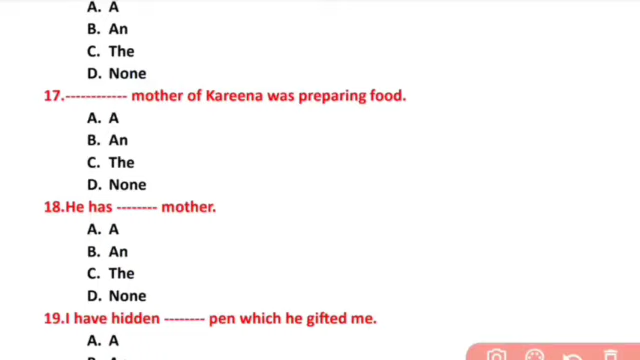 A. A
B. An
C. The
D. None
17.------------ mother of Kareena was preparing food.
A. A
B. An
C. The
D. None
18.He has -------- mother.
A. A
B. An
C. The
D. None
19.I have hidden -------- pen which he gifted me.
A. A
B. An